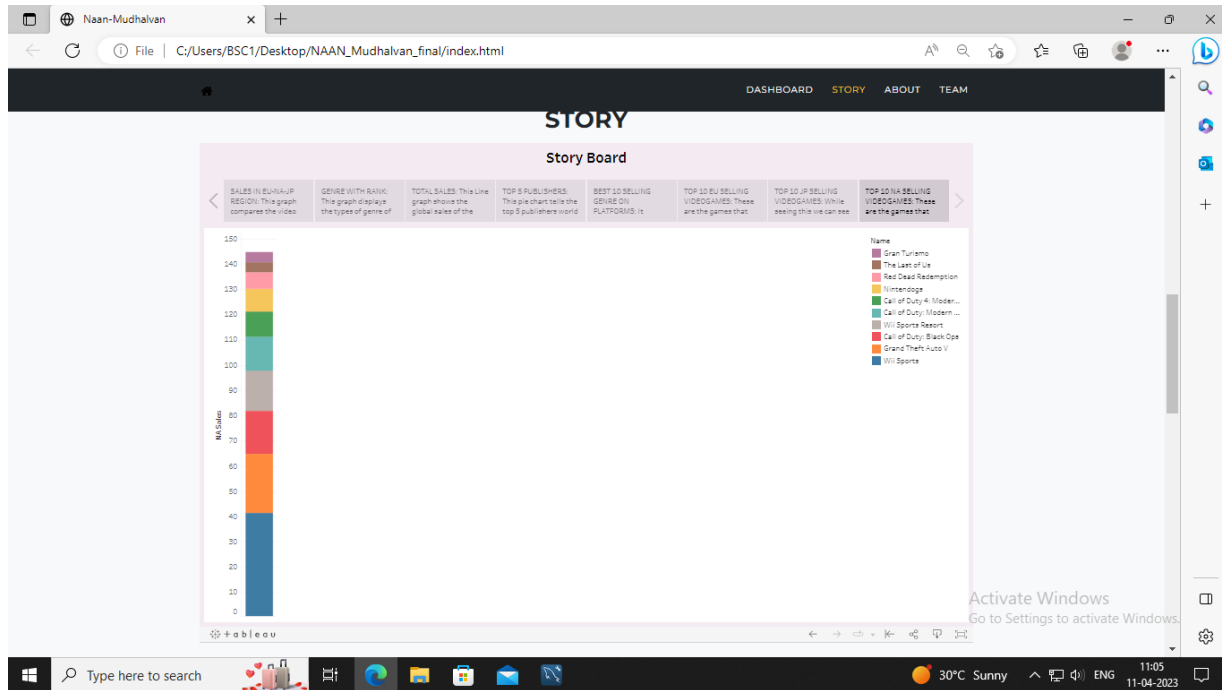 Naan-Mudhalvan
File | C:/Users/BSC1/Desktop/NAAN_Mudhalvan_final/index.html
DASHBOARD STORY ABOUT TEAM
STORY
Story Board
SALES IN EU-NA-JP
REGION: This graph
compares the video
GENRE WITH RANK:
This graph displays
the types of genre of
TOTAL SALES: This Line
graph shows the
global sales of the
TOP 5 PUBLISHERS:
This pie chart tells the
top 5 publishers world
BEST 10 SELLING
GENRE ON
PLATFORMS: It
TOP 10 EU SELLING
VIDEOGAMES: These
are the games that
TOP 10 JP SELLING
VIDEOGAMES: While
seeing this we can see
TOP 10 NA SELLING
VIDEOGAMES: These
are the games that
150
140
130
120
110
100
90
80
70
60
50
40
30
20
10
0
NA Sales
Name
Gran Turismo
The Last of Us
Red Dead Redemption
Nintendogs
Call of Duty 4: Moder...
Call of Duty: Modern ...
Wii Sports Resort
Call of Duty: Black Ops
Grand Theft Auto V
Wii Sports
+ableau
Activate Windows
Go to Settings to activate Windows.
Type here to search
30°C Sunny
ENG
11:05
11-04-2023